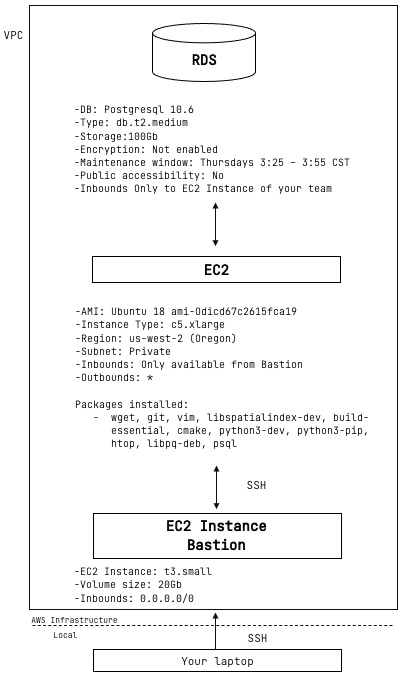 VPC
RDS
-DB: Postgresql 10.6
-Type: db.t2.medium
-Storage:100Gb
-Encryption: Not enabled
-Maintenance window: Thursdays 3:25 – 3:55 CST
-Public accessibility: No
-Inbounds Only to EC2 Instance of your team
EC2
-AMI: Ubuntu 18 ami-0dicd67c2615fca19
-Instance Type: c5.xlarge
-Region: us-west-2 (Oregon)
-Subnet: Private
-Inbounds: Only available from Bastion
-Outbounds: *
Packages installed:
- wget, git, vim, libspatialindex-dev, build-
essential, cmake, python3-dev, python3-pip,
htop, libpq-deb, psql
SSH
EC2 Instance
Bastion
-EC2 Instance: t3.small
-Volume size: 20Gb
-Inbounds: 0.0.0.0/0
AWS Infrastructure
Local
SSH
Your laptop